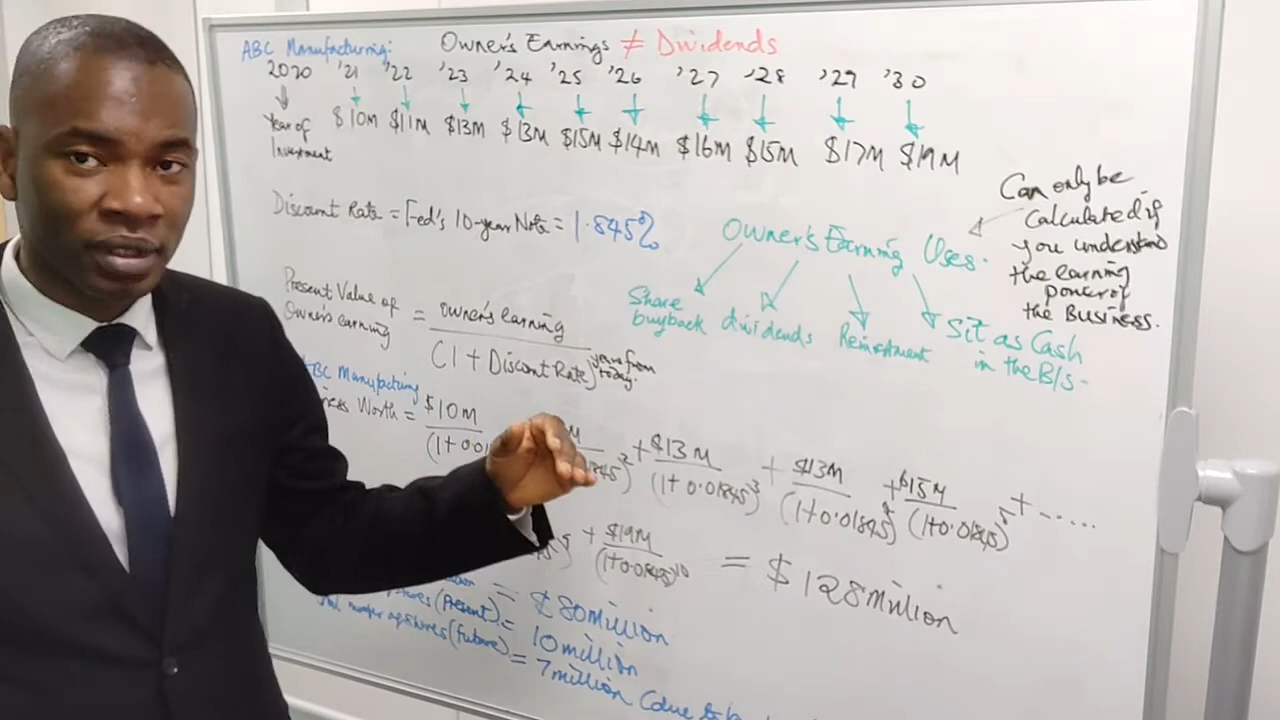 ABC Manufacturing: Owner's Earnings ≠ Dividends
2020 '21 '22 '23 '24 '25 '26 '27 '28 '29 '30
Year of
Investment
$10M $11M $13M $13M $15M $14M $16M $15M $17M $19M
Discount Rate = Fed's 10-year Note = 1.845%
Owner's Earning Uses.
Can only be
Calculated if
you understand
the earning
power of
the Business.
Share
buyback
dividends
Reinvestment
Sit as Cash
in the B/S.
Present Value of
Owner's earning
= owner's earning
(1 + Discount Rate) years from
today.
ABC Manufacturing
Worth = $10M + $13M + $13M + $15M + .....
(1+0.01 ² (1+0.01845)³ (1+0.01845)⁴ (1+0.01845)⁵
+ $19M = $128 million
(1+0.01845)¹⁰
= $80 million
(Present) = 10 million
number of shares (future) = 7 million